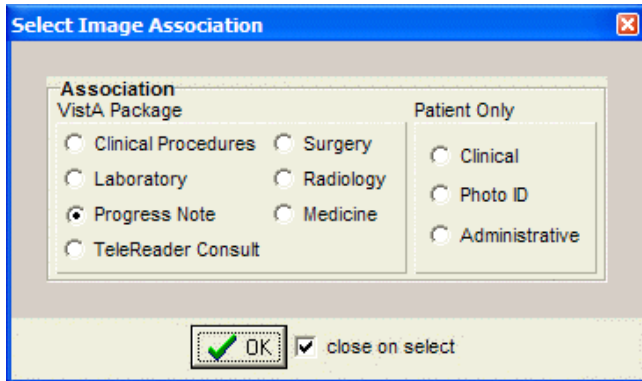 Select Image Association
Association
VistA Package
Patient Only
Clinical Procedures
Surgery
Clinical
Laboratory
Radiology
Photo ID
Progress Note
Medicine
Administrative
TeleReader Consult
OK
close on select